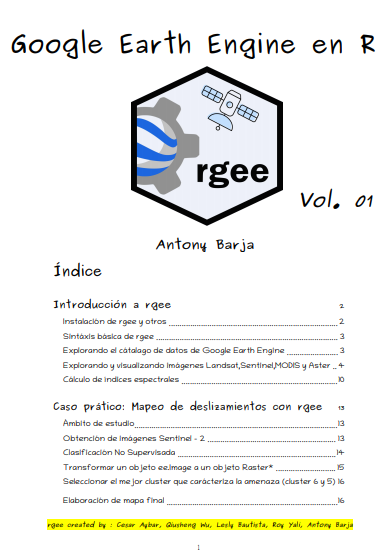 Google Earth Engine en R
rgee
Vol. 01
Antony Barja
Índice
Introducción a rgee 2
Instalación de rgee y otros 2
Sintáxis básica de rgee 3
Explorando el cátalago de datos de Google Earth Engine 3
Explorando y visualizando Imágenes Landsat,Sentinel,MODIS y Aster 4
Cálculo de índices espectrales 10
Caso prático: Mapeo de deslizamientos con rgee 13
Ámbito de estudio 13
Obtención de imágenes Sentinel - 2 13
Clasificación No Supervisada 14
Transformar un objeto ee.Image a un objeto Raster* 15
Seleccionar el mejor cluster que carácteriza la amenaza (cluster 6 y 5) 16
Elaboración de mapa final 16
rgee created by : Cesar Aybar, Qiusheng Wu, Lesly Bautista, Roy Yali, Antony Barja
1